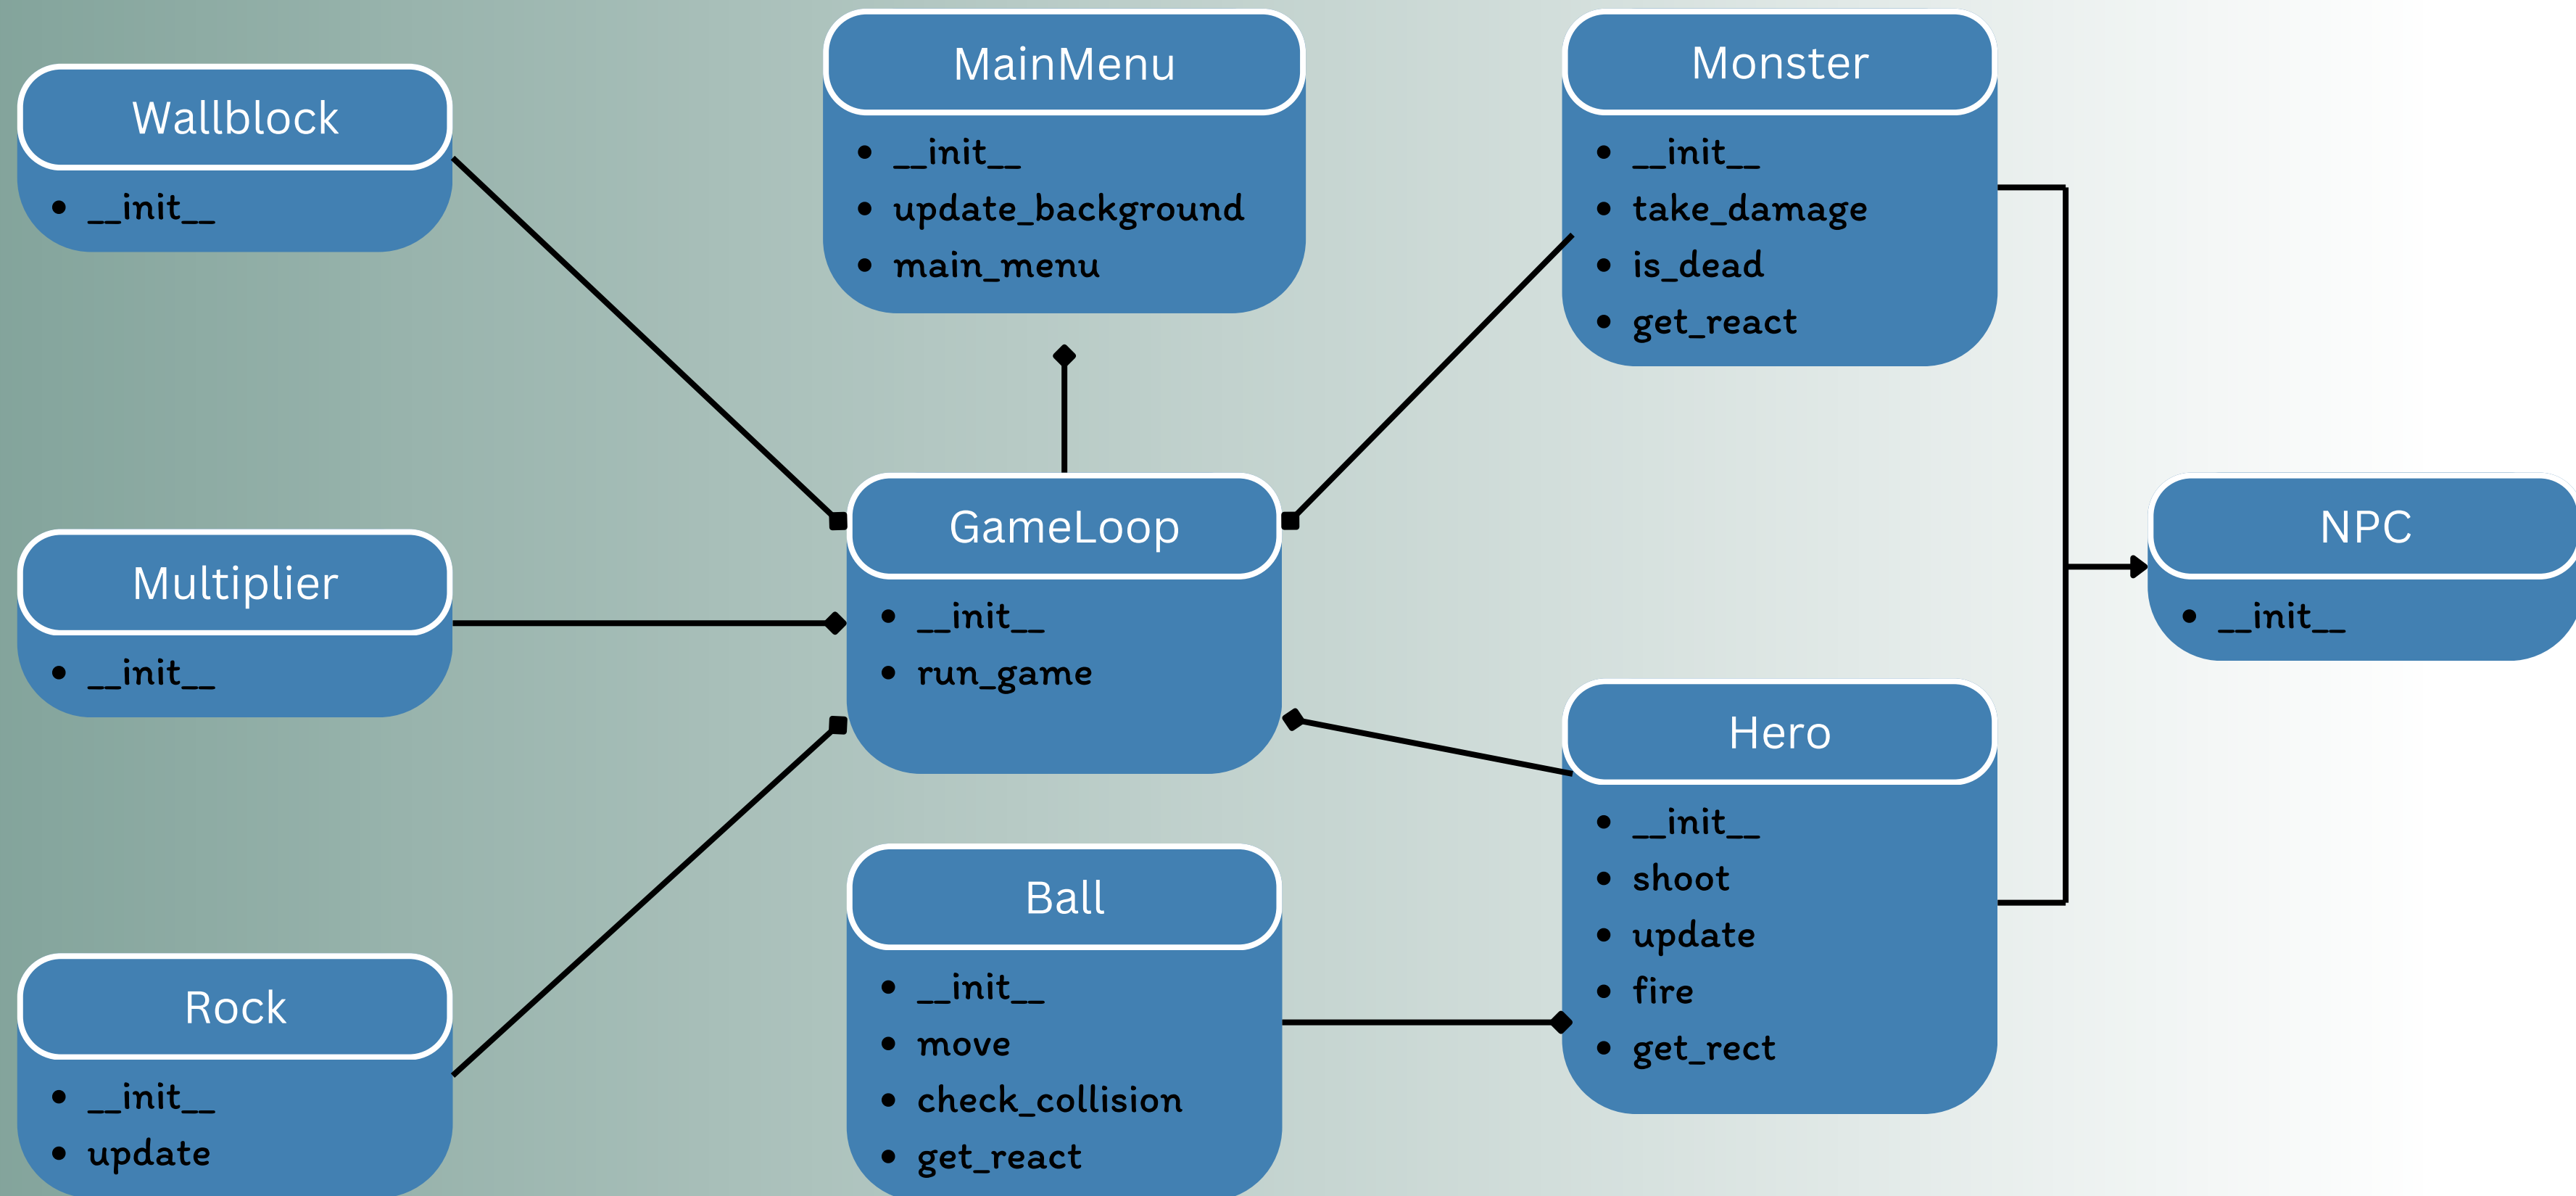 Wallblock
• __init__
MainMenu
• __init__
• update_background
• main_menu
Monster
• __init__
• take_damage
• is_dead
• get_react
Multiplier
• __init__
GameLoop
• __init__
• run_game
NPC
• __init__
Hero
• __init__
• shoot
• update
• fire
• get_rect
Rock
• __init__
• update
Ball
• __init__
• move
• check_collision
• get_react